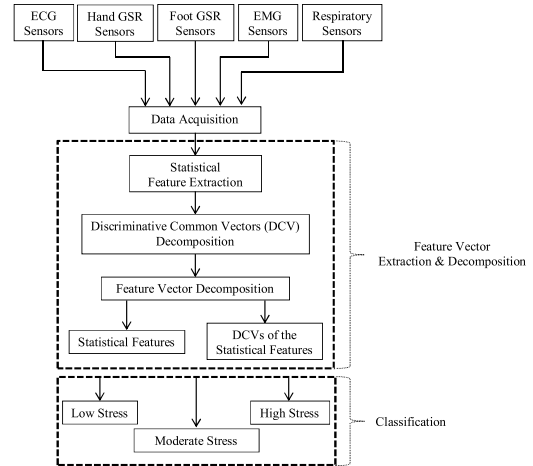 ECG
Sensors
Hand GSR
Sensors
Foot GSR
Sensors
EMG
Sensors
Respiratory
Sensors
Data Acquisition
Statistical
Feature Extraction
Discriminative Common Vectors (DCV)
Decomposition
Feature Vector Decomposition
Statistical Features
DCVs of the
Statistical Features
Feature Vector
Extraction & Decomposition
Low Stress
High Stress
Moderate Stress
Classification